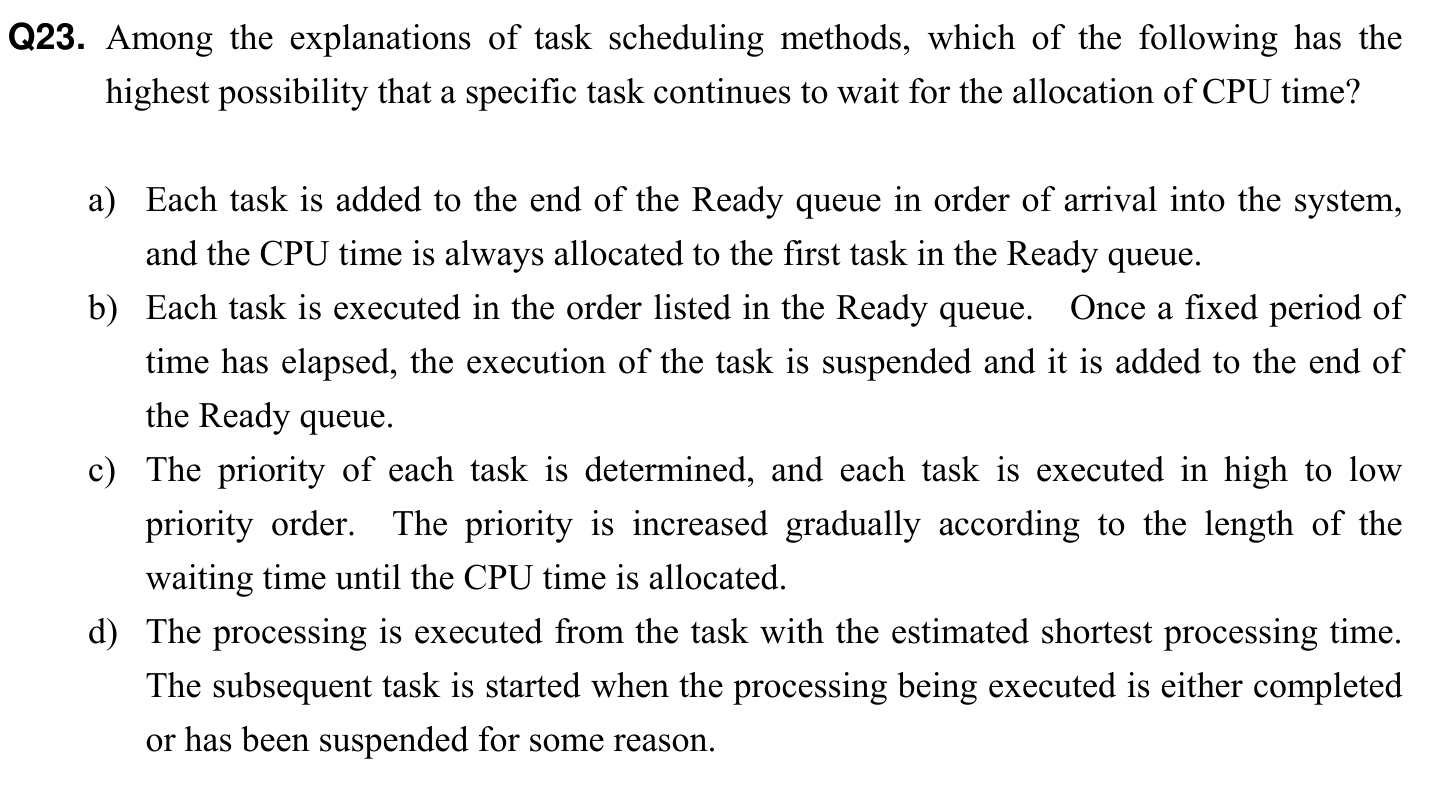 Q23. Among the explanations of task scheduling methods, which of the following has the
highest possibility that a specific task continues to wait for the allocation of CPU time?
a) Each task is added to the end of the Ready queue in order of arrival into the system,
and the CPU time is always allocated to the first task in the Ready queue.
b) Each task is executed in the order listed in the Ready queue. Once a fixed period of
time has elapsed, the execution of the task is suspended and it is added to the end of
the Ready queue.
c) The priority of each task is determined, and each task is executed in high to low
priority order. The priority is increased gradually according to the length of the
waiting time until the CPU time is allocated.
d) The processing is executed from the task with the estimated shortest processing time.
The subsequent task is started when the processing being executed is either completed
or has been suspended for some reason.